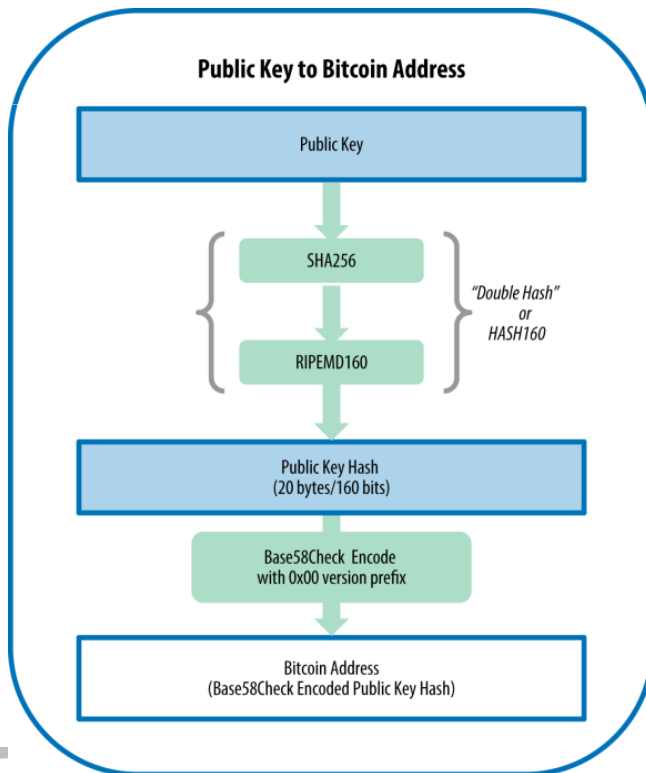 Public Key to Bitcoin Address
Public Key
SHA256
"Double Hash"
or
HASH160
RIPEMD160
Public Key Hash
(20 bytes/160 bits)
Base58Check Encode
with 0x00 version prefix
Bitcoin Address
(Base58Check Encoded Public Key Hash)